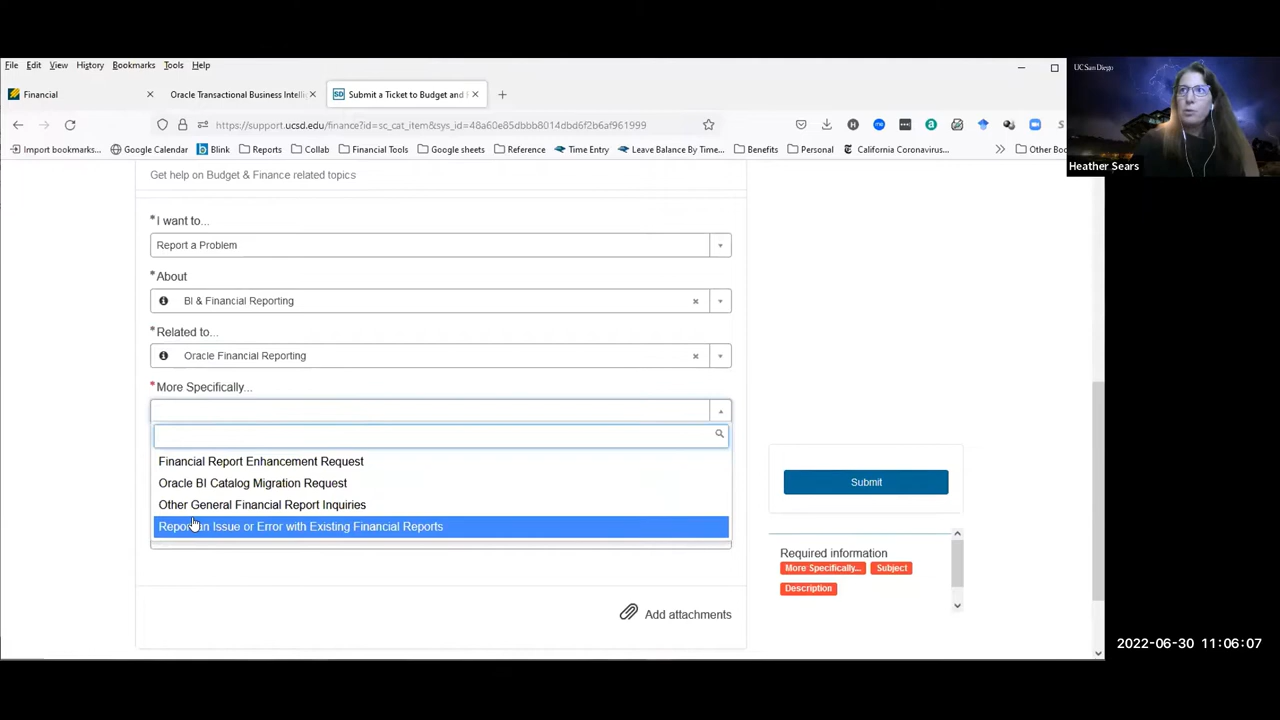 File Edit View History Bookmarks Tools Help
UC San Diego
Financial
Oracle Transactional Business Intelli
Submit a Ticket to Budget and
https://support.ucsd.edu/finance?id=sc_cat_item&sys_id=48a60e85dbbb8014dbd6f2b6af961999
Import bookmarks... Google Calendar Blink Reports Collab Financial Tools Google sheets Reference Time Entry Leave Balance By Time... Benefits Personal California Coronavirus... Other Bo
Heather Sears
Get help on Budget & Finance related topics
*I want to...
Report a Problem
*About
BI & Financial Reporting
*Related to...
Oracle Financial Reporting
*More Specifically...
Financial Report Enhancement Request
Oracle BI Catalog Migration Request
Other General Financial Report Inquiries
Report an Issue or Error with Existing Financial Reports
Submit
Required information
More Specifically... Subject
Description
Add attachments
2022-06-30 11:06:07